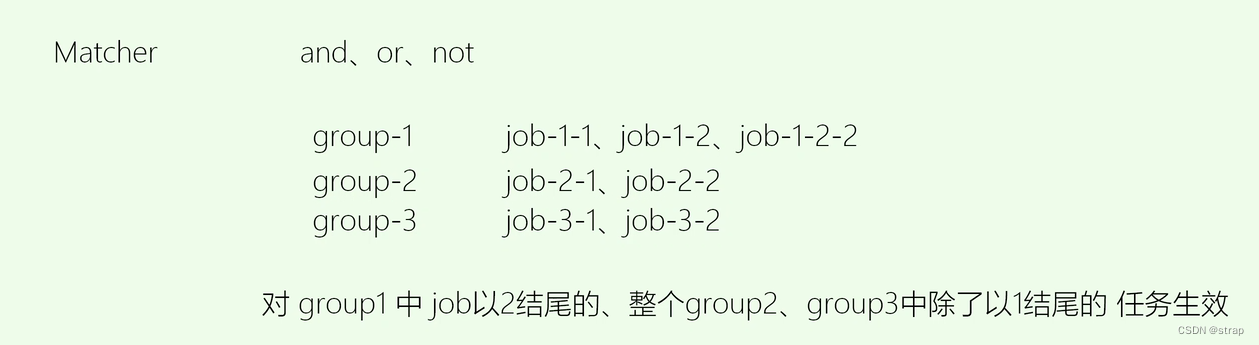 Matcher and、or、not
group-1 job-1-1、job-1-2、job-1-2-2
group-2 job-2-1、job-2-2
group-3 job-3-1、job-3-2
对 group1 中 job以2结尾的、整个group2、group3中除了以1结尾的 任务生效
CSDN @strap